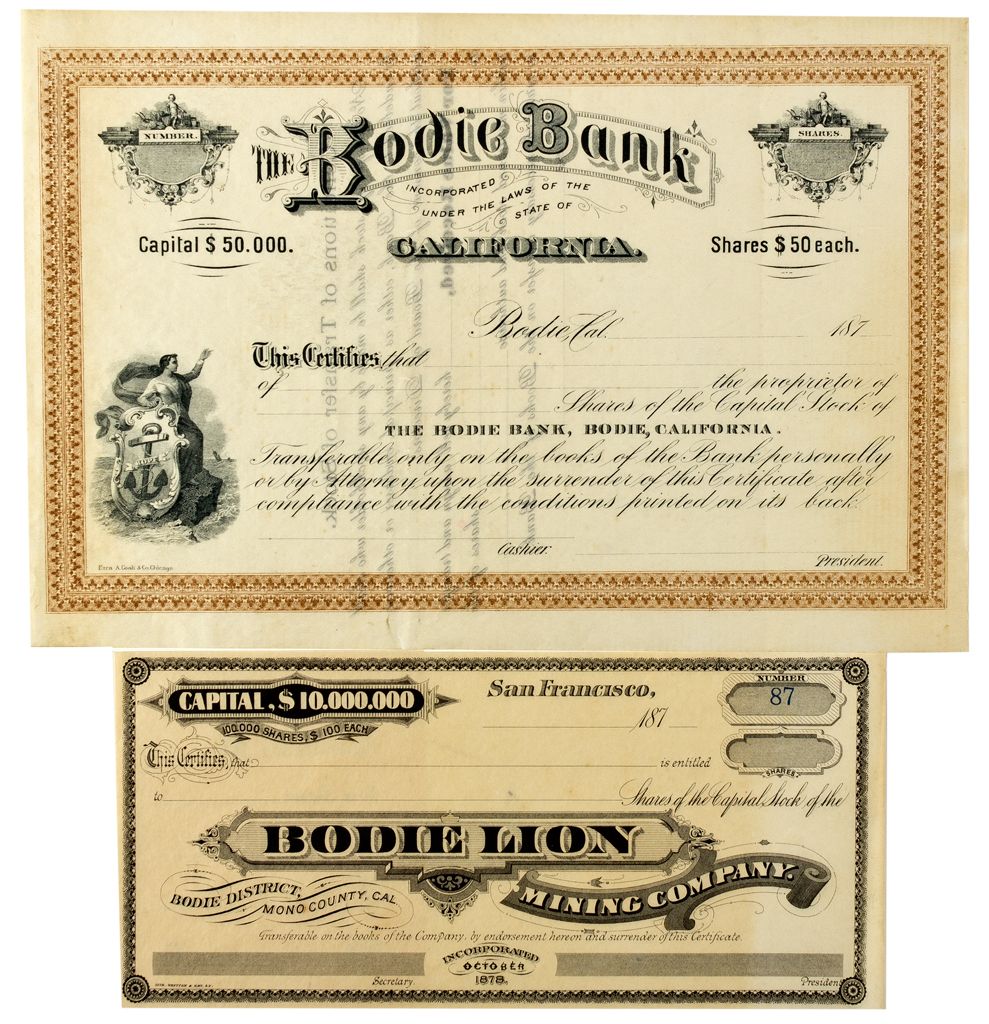 NUMBER.
SHARES.
THE Bodie Bank
INCORPORATED
UNDER THE LAWS OF THE
STATE OF
CALIFORNIA.
Capital $50.000.
Shares $50 each.
Bodie, Cal. 187
This Certifies that
of the proprietor of
Shares of the Capital Stock of
THE BODIE BANK, BODIE, CALIFORNIA.
Transferable only on the books of the Bank personally
or by Attorney upon the surrender of this Certificate after
compliance with the conditions printed on its back.
Cashier.
President.
CAPITAL, $10.000.000
100.000 SHARES, $100 EACH
San Francisco,
187
NUMBER
87
This Certifies, that is entitled
SHARES.
to Shares of the Capital Stock of the
BODIE LION
MINING COMPANY.
BODIE DISTRICT,
MONO COUNTY, CAL
Transferable on the books of the Company, by endorsement hereon and surrender of this Certificate.
INCORPORATED
OCTOBER
1878.
Secretary.
President